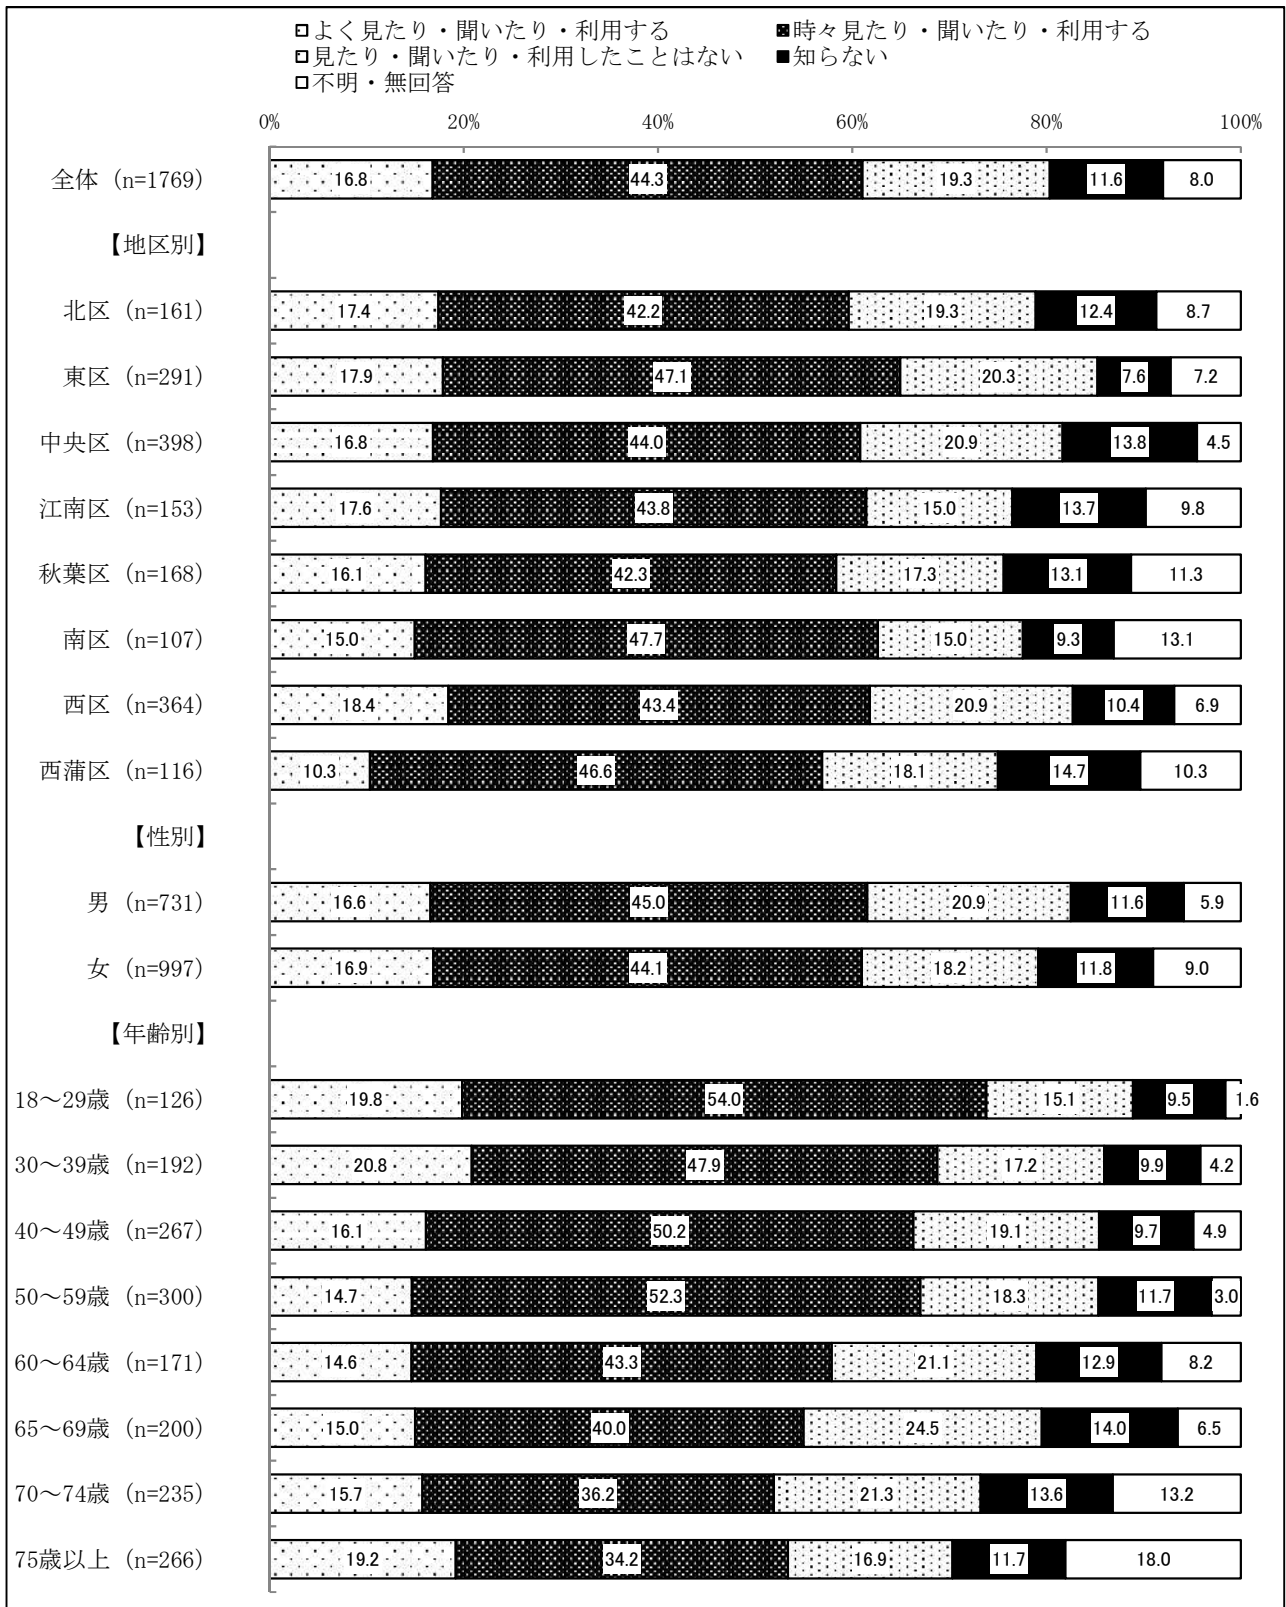 □よく見たり・聞いたり・利用する ■時々見たり・聞いたり・利用する
□見たり・聞いたり・利用したことはない ■知らない
□不明・無回答
0% 20% 40% 60% 80% 100%
全体 (n=1769) 16.8 44.3 19.3 11.6 8.0
【地区別】
北区 (n=161) 17.4 42.2 19.3 12.4 8.7
東区 (n=291) 17.9 47.1 20.3 7.6 7.2
中央区 (n=398) 16.8 44.0 20.9 13.8 4.5
江南区 (n=153) 17.6 43.8 15.0 13.7 9.8
秋葉区 (n=168) 16.1 42.3 17.3 13.1 11.3
南区 (n=107) 15.0 47.7 15.0 9.3 13.1
西区 (n=364) 18.4 43.4 20.9 10.4 6.9
西蒲区 (n=116) 10.3 46.6 18.1 14.7 10.3
【性別】
男 (n=731) 16.6 45.0 20.9 11.6 5.9
女 (n=997) 16.9 44.1 18.2 11.8 9.0
【年齢別】
18～29歳 (n=126) 19.8 54.0 15.1 9.5 1.6
30～39歳 (n=192) 20.8 47.9 17.2 9.9 4.2
40～49歳 (n=267) 16.1 50.2 19.1 9.7 4.9
50～59歳 (n=300) 14.7 52.3 18.3 11.7 3.0
60～64歳 (n=171) 14.6 43.3 21.1 12.9 8.2
65～69歳 (n=200) 15.0 40.0 24.5 14.0 6.5
70～74歳 (n=235) 15.7 36.2 21.3 13.6 13.2
75歳以上 (n=266) 19.2 34.2 16.9 11.7 18.0